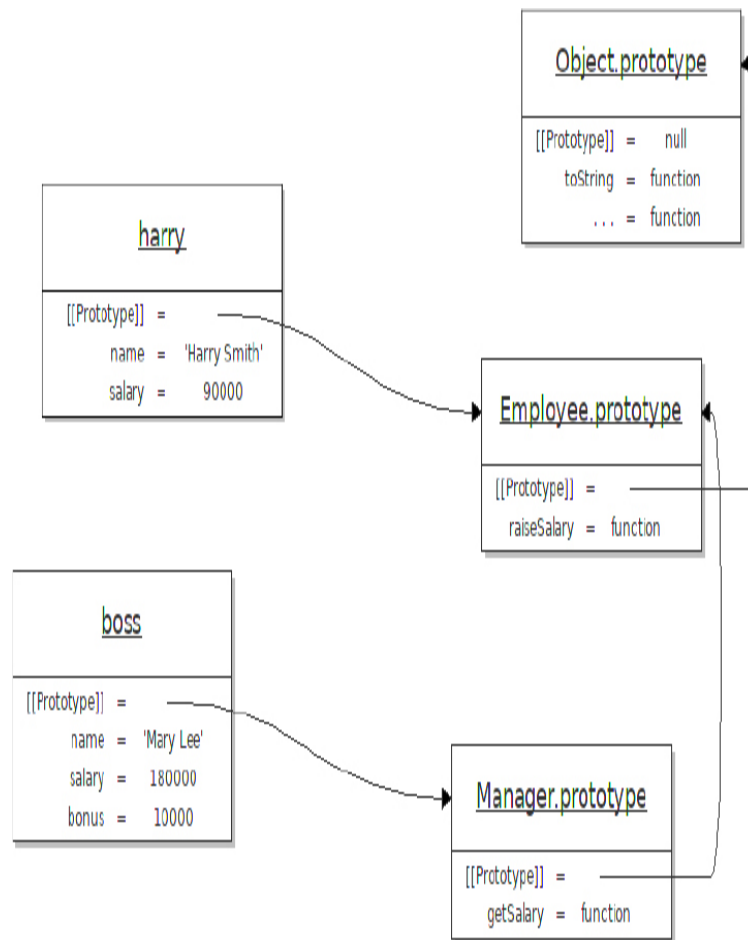 Object.prototype
[[Prototype]] = null
toString = function
... = function
harry
[[Prototype]] =
name = 'Harry Smith'
salary = 90000
Employee.prototype
[[Prototype]] =
raiseSalary = function
boss
[[Prototype]] =
name = 'Mary Lee'
salary = 180000
bonus = 10000
Manager.prototype
[[Prototype]] =
getSalary = function